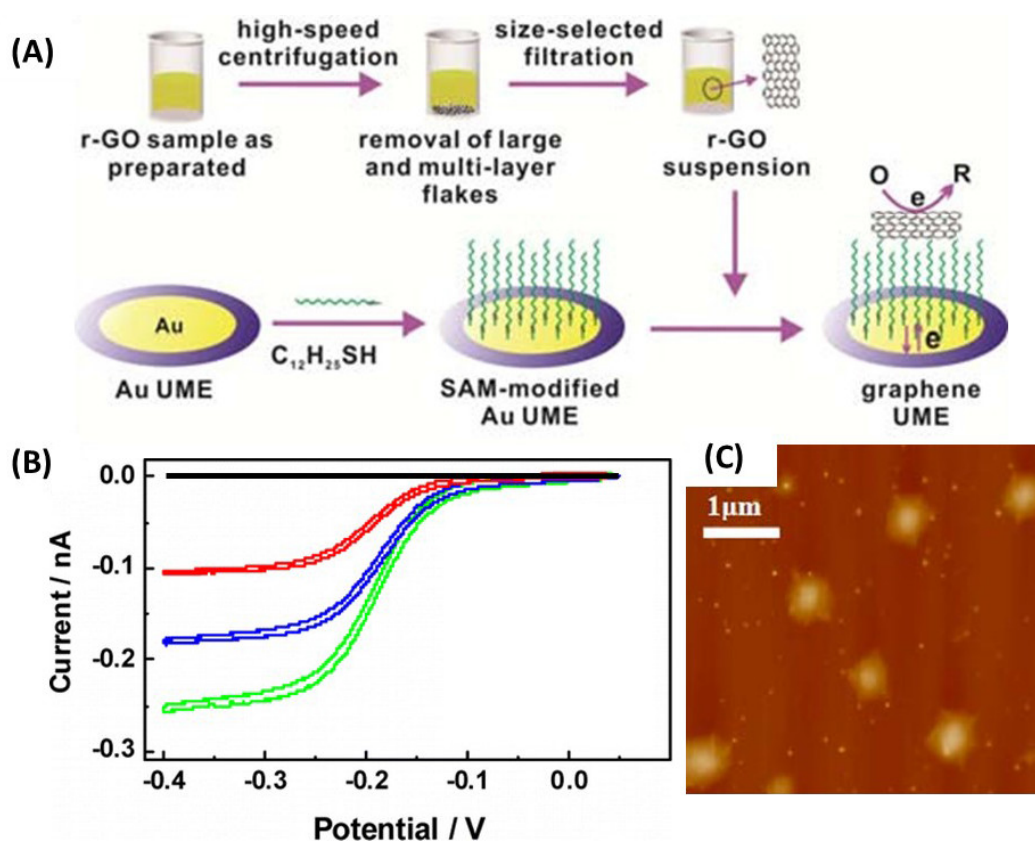 (A)
high-speed
centrifugation
size-selected
filtration
r-GO sample as
preparated
removal of large
and multi-layer
flakes
r-GO
suspension
O
R
e
Au
C₁₂H₂₅SH
e
Au UME
SAM-modified
Au UME
graphene
UME
(B)
0.0
-0.1
-0.2
-0.3
Current / nA
-0.4
-0.3
-0.2
-0.1
0.0
Potential / V
(C)
1μm